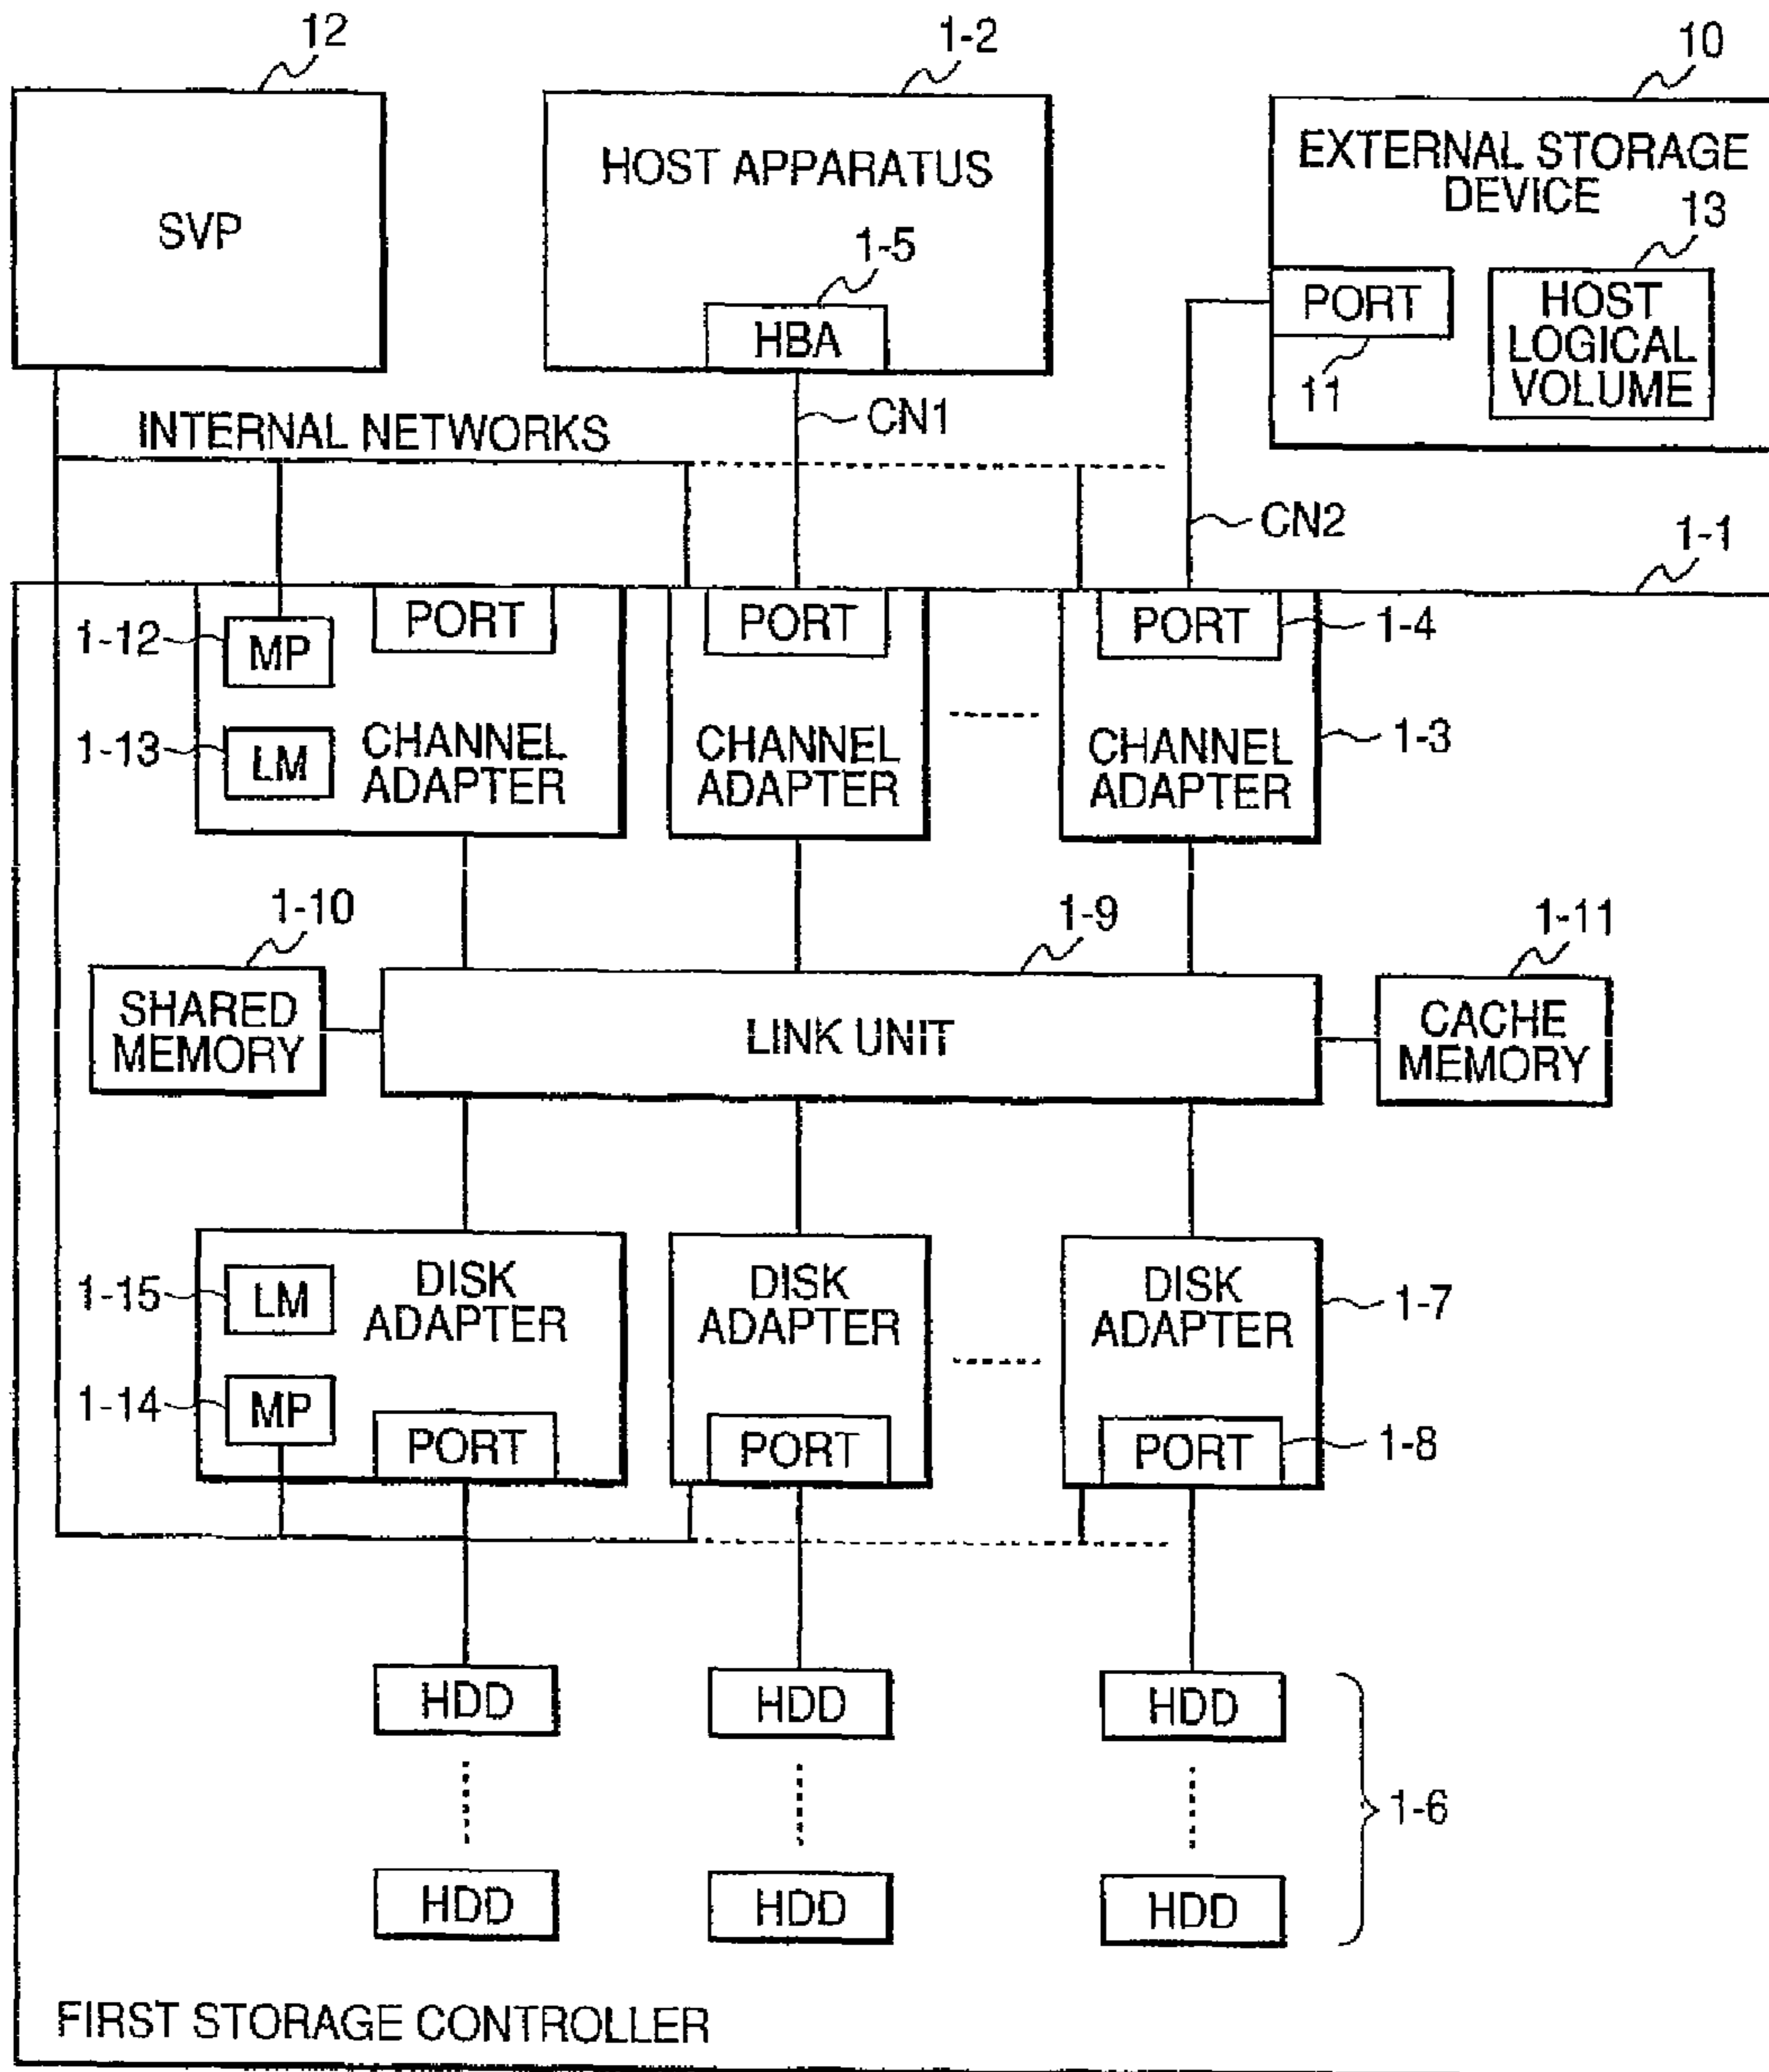 12
1-2
10
SVP
HOST APPARATUS
1-5
HBA
EXTERNAL STORAGE
DEVICE
13
PORT
11
HOST
LOGICAL
VOLUME
INTERNAL NETWORKS
CN1
CN2
1-1
1-12
MP
PORT
PORT
PORT
1-4
1-13
LM
CHANNEL
ADAPTER
CHANNEL
ADAPTER
CHANNEL
ADAPTER
1-3
1-10
1-9
1-11
SHARED
MEMORY
LINK UNIT
CACHE
MEMORY
1-15
LM
DISK
ADAPTER
DISK
ADAPTER
DISK
ADAPTER
1-7
1-14
MP
PORT
PORT
PORT
1-8
HDD
HDD
HDD
1-6
HDD
HDD
HDD
FIRST STORAGE CONTROLLER